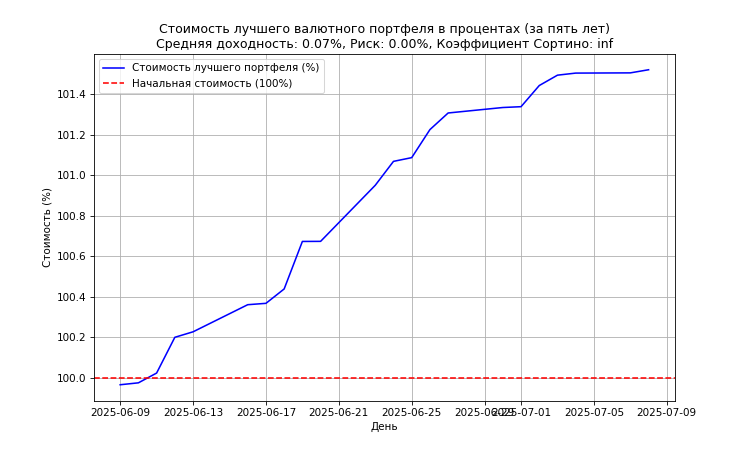 Стоимость лучшего валютного портфеля в процентах (за пять лет)
Средняя доходность: 0.07%, Риск: 0.00%, Коэффициент Сортино: inf
Стоимость лучшего портфеля (%)
Начальная стоимость (100%)
Стоимость (%)
101.4
101.2
101.0
100.8
100.6
100.4
100.2
100.0
2025-06-09 2025-06-13 2025-06-17 2025-06-21 2025-06-25 2025-06-29 2025-07-01 2025-07-05 2025-07-09
День